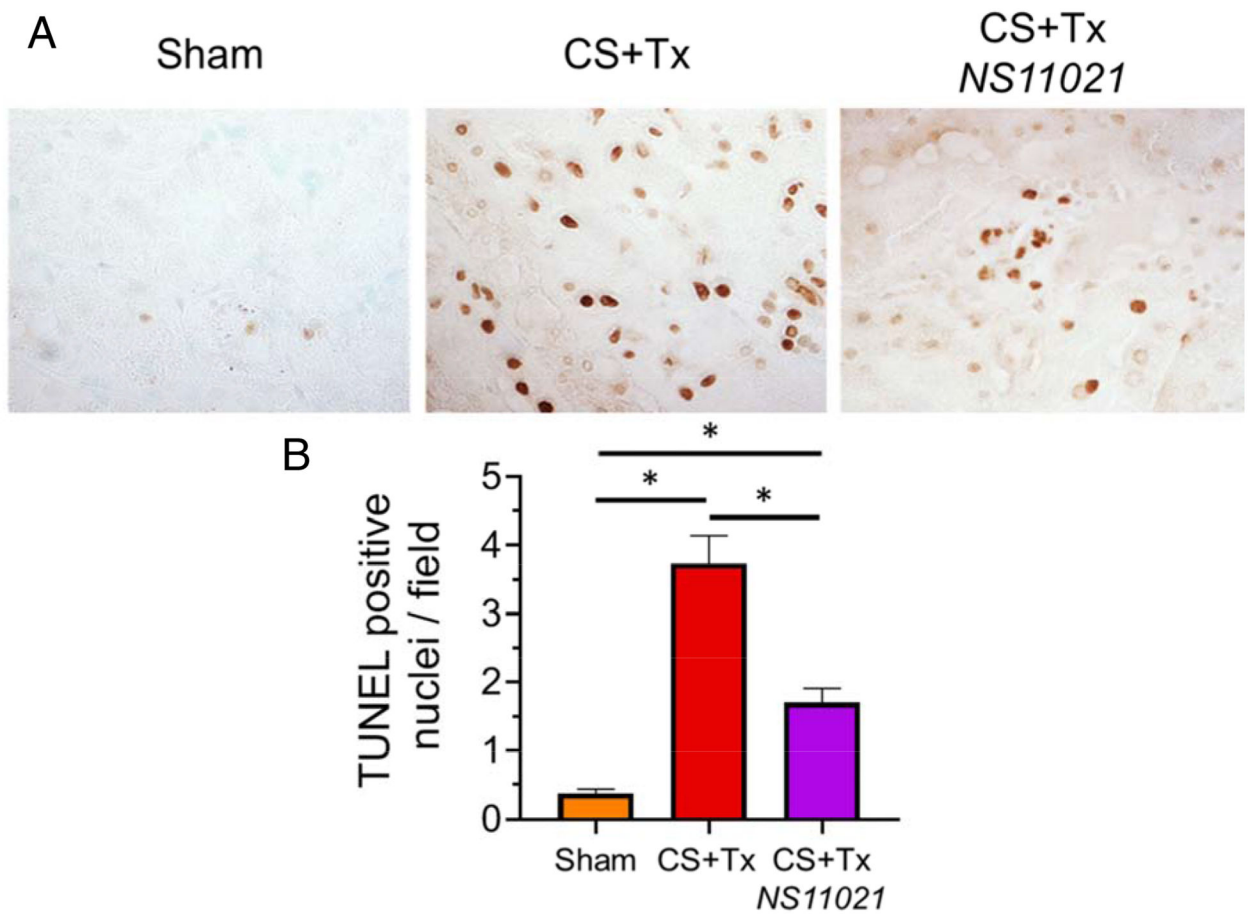 A
Sham
CS+Tx
CS+Tx
NS11021
B
*
*
*
TUNEL positive
nuclei / field
5
4
3
2
1
0
Sham
CS+Tx
CS+Tx
NS11021